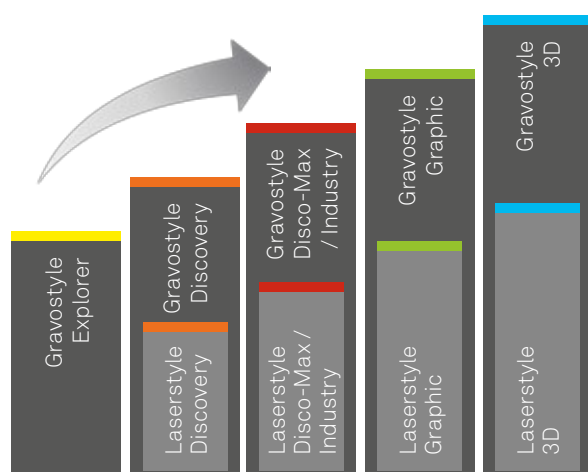 Gravostyle
Explorer
Gravostyle
Discovery
Laserstyle
Discovery
Gravostyle
Disco-Max
/ Industry
Laserstyle
Disco-Max /
Industry
Gravostyle
Graphic
Laserstyle
Graphic
Gravostyle
3D
Laserstyle
3D